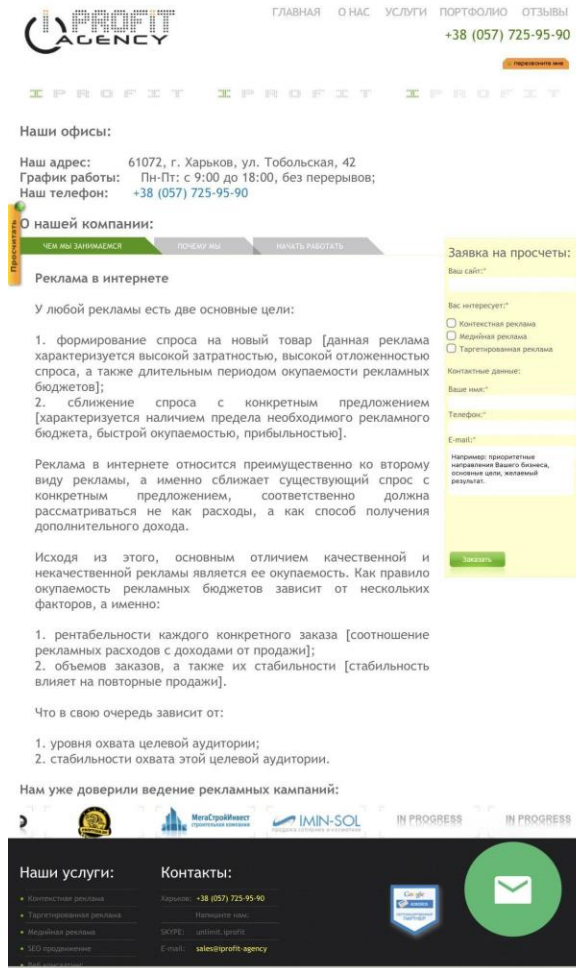 IPROFIT
AGENCY
ГЛАВНАЯ О НАС УСЛУГИ ПОРТФОЛИО ОТЗЫВЫ
+38 (057) 725-95-90
перезвоните мне
IPROFIT IPROFIT IPROFIT
Наши офисы:
Наш адрес: 61072, г. Харьков, ул. Тобольская, 42
График работы: Пн-Пт: с 9:00 до 18:00, без перерывов;
Наш телефон: +38 (057) 725-95-90
Просчитать
О нашей компании:
ЧЕМ МЫ ЗАНИМАЕМСЯ ПОЧЕМУ МЫ НАЧАТЬ РАБОТАТЬ
Реклама в интернете
У любой рекламы есть две основные цели:
1. формирование спроса на новый товар [данная реклама
характеризуется высокой затратностью, высокой отложенностью
спроса, а также длительным периодом окупаемости рекламных
бюджетов];
2. сближение спроса с конкретным предложением
[характеризуется наличием предела необходимого рекламного
бюджета, быстрой окупаемостью, прибыльностью].
Реклама в интернете относится преимущественно ко второму
виду рекламы, а именно сближает существующий спрос с
конкретным предложением, соответственно должна
рассматриваться не как расходы, а как способ получения
дополнительного дохода.
Исходя из этого, основным отличием качественной и
некачественной рекламы является ее окупаемость. Как правило
окупаемость рекламных бюджетов зависит от нескольких
факторов, а именно:
1. рентабельности каждого конкретного заказа [соотношение
рекламных расходов с доходами от продажи];
2. объемов заказов, а также их стабильности [стабильность
влияет на повторные продажи].
Что в свою очередь зависит от:
1. уровня охвата целевой аудитории;
2. стабильности охвата этой целевой аудитории.
Заявка на просчеты:
Ваш сайт:*
Вас интересует:*
Контекстная реклама
Медийная реклама
Таргетированная реклама
Контактные данные:
Ваше имя:*
Телефон:*
E-mail:*
Например: приоритетные
направления Вашего бизнеса,
основные цели, желаемый
результат.
Заказать
Нам уже доверили ведение рекламных кампаний:
МегаСтройИнвест
строительная компания
IMIN-SOL
IN PROGRESS
IN PROGRESS
Наши услуги:
Контекстная реклама
Таргетированная реклама
Медийная реклама
SEO продвижение
Веб консалтинг
Контакты:
Харьков: +38 (057) 725-95-90
Напишите нам:
SKYPE: unlimit.iprofit
E-mail: sales@iprofit-agency
Google